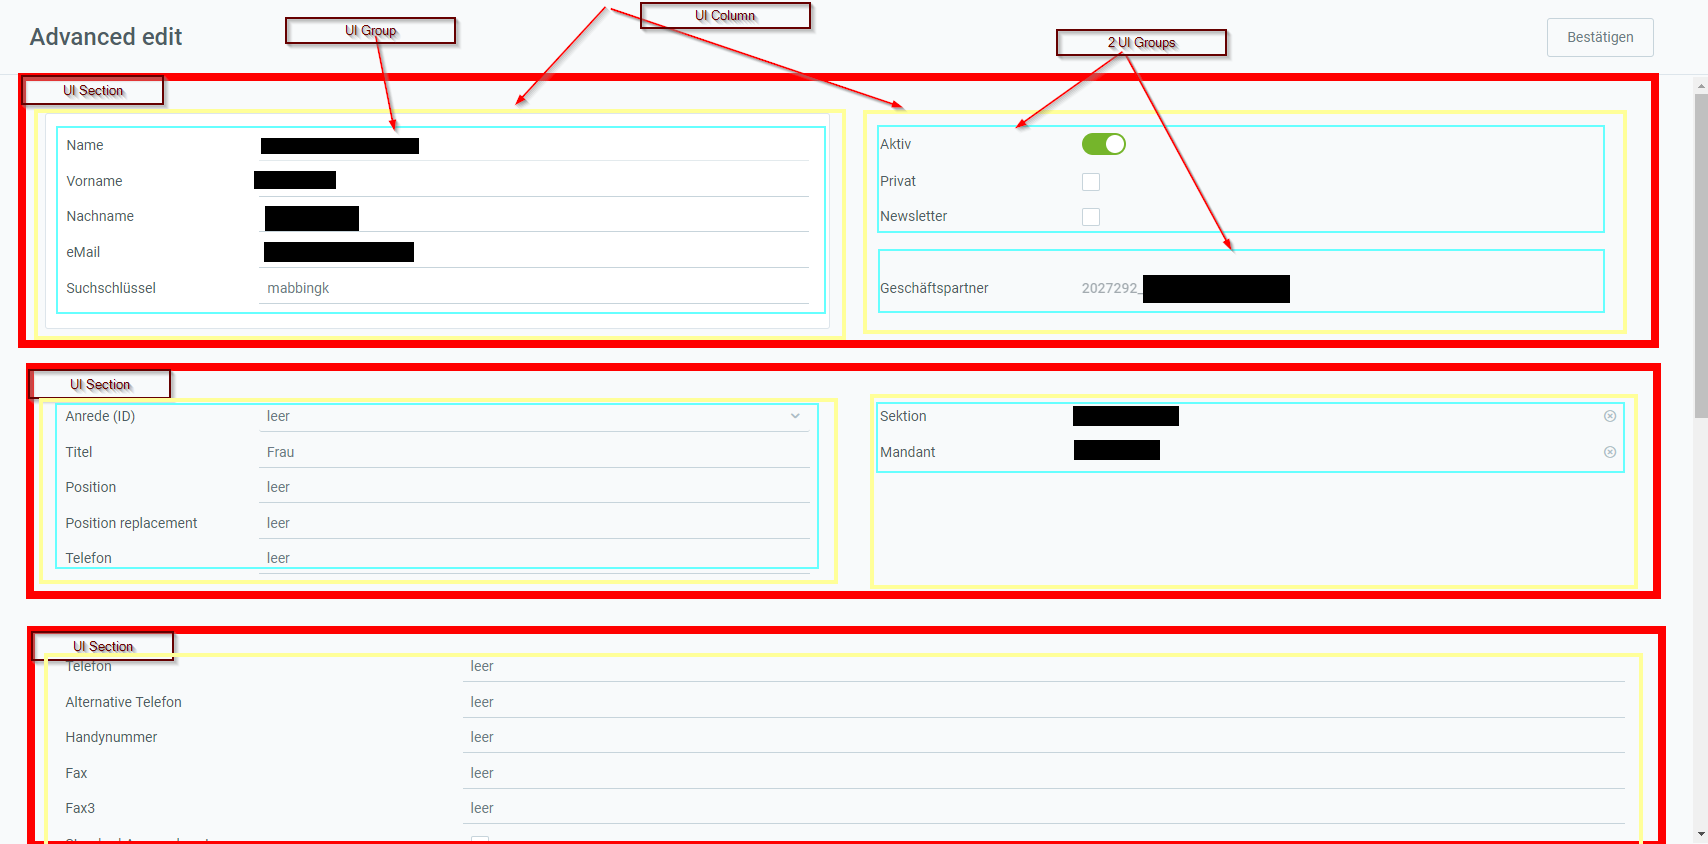 Advanced edit
UI Group
UI Column
2 UI Groups
Bestätigen
UI Section
Name
Vorname
Nachname
eMail
Suchschlüssel mabbingk
Aktiv
Privat
Newsletter
Geschäftspartner 2027292_
UI Section
Anrede (ID) leer
Titel Frau
Position leer
Position replacement leer
Telefon leer
Sektion
Mandant
UI Section
Telefon leer
Alternative Telefon leer
Handynummer leer
Fax leer
Fax3 leer